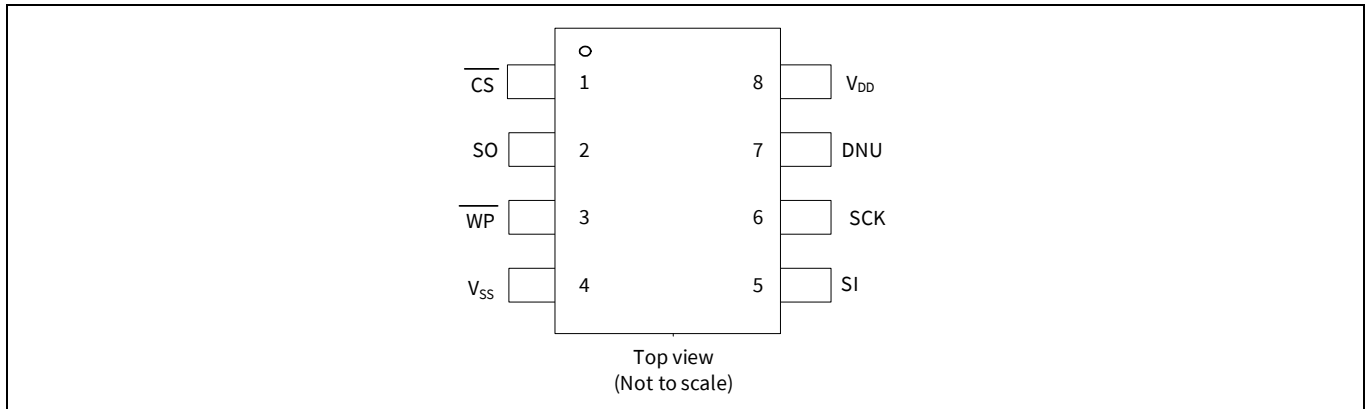 CS 1 8 VDD
SO 2 7 DNU
WP 3 6 SCK
VSS 4 5 SI
Top view
(Not to scale)